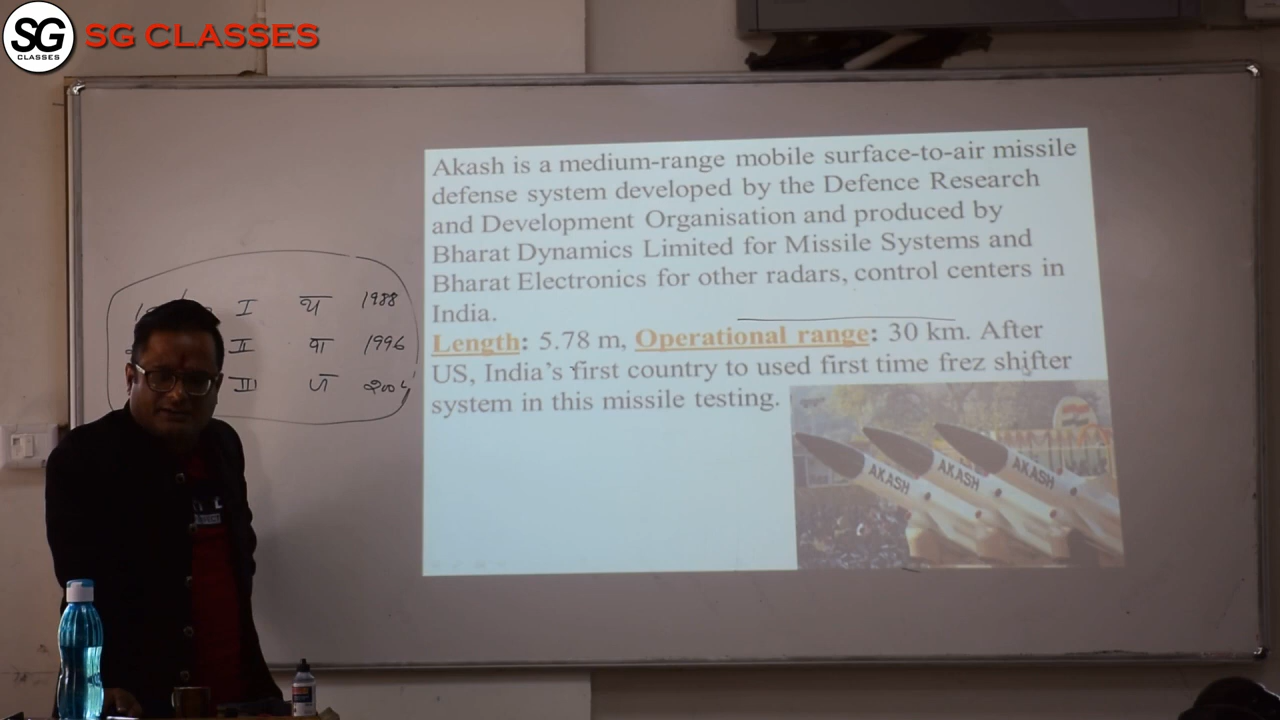 SG
CLASSES
SG CLASSES
Akash is a medium-range mobile surface-to-air missile
defense system developed by the Defence Research
and Development Organisation and produced by
Bharat Dynamics Limited for Missile Systems and
Bharat Electronics for other radars, control centers in
India.
Length: 5.78 m, Operational range: 30 km. After
US, India's first country to used first time frez shifter
system in this missile testing.
AKASH
AKASH
AKASH
I थ 1988
II वा 1996
III ज